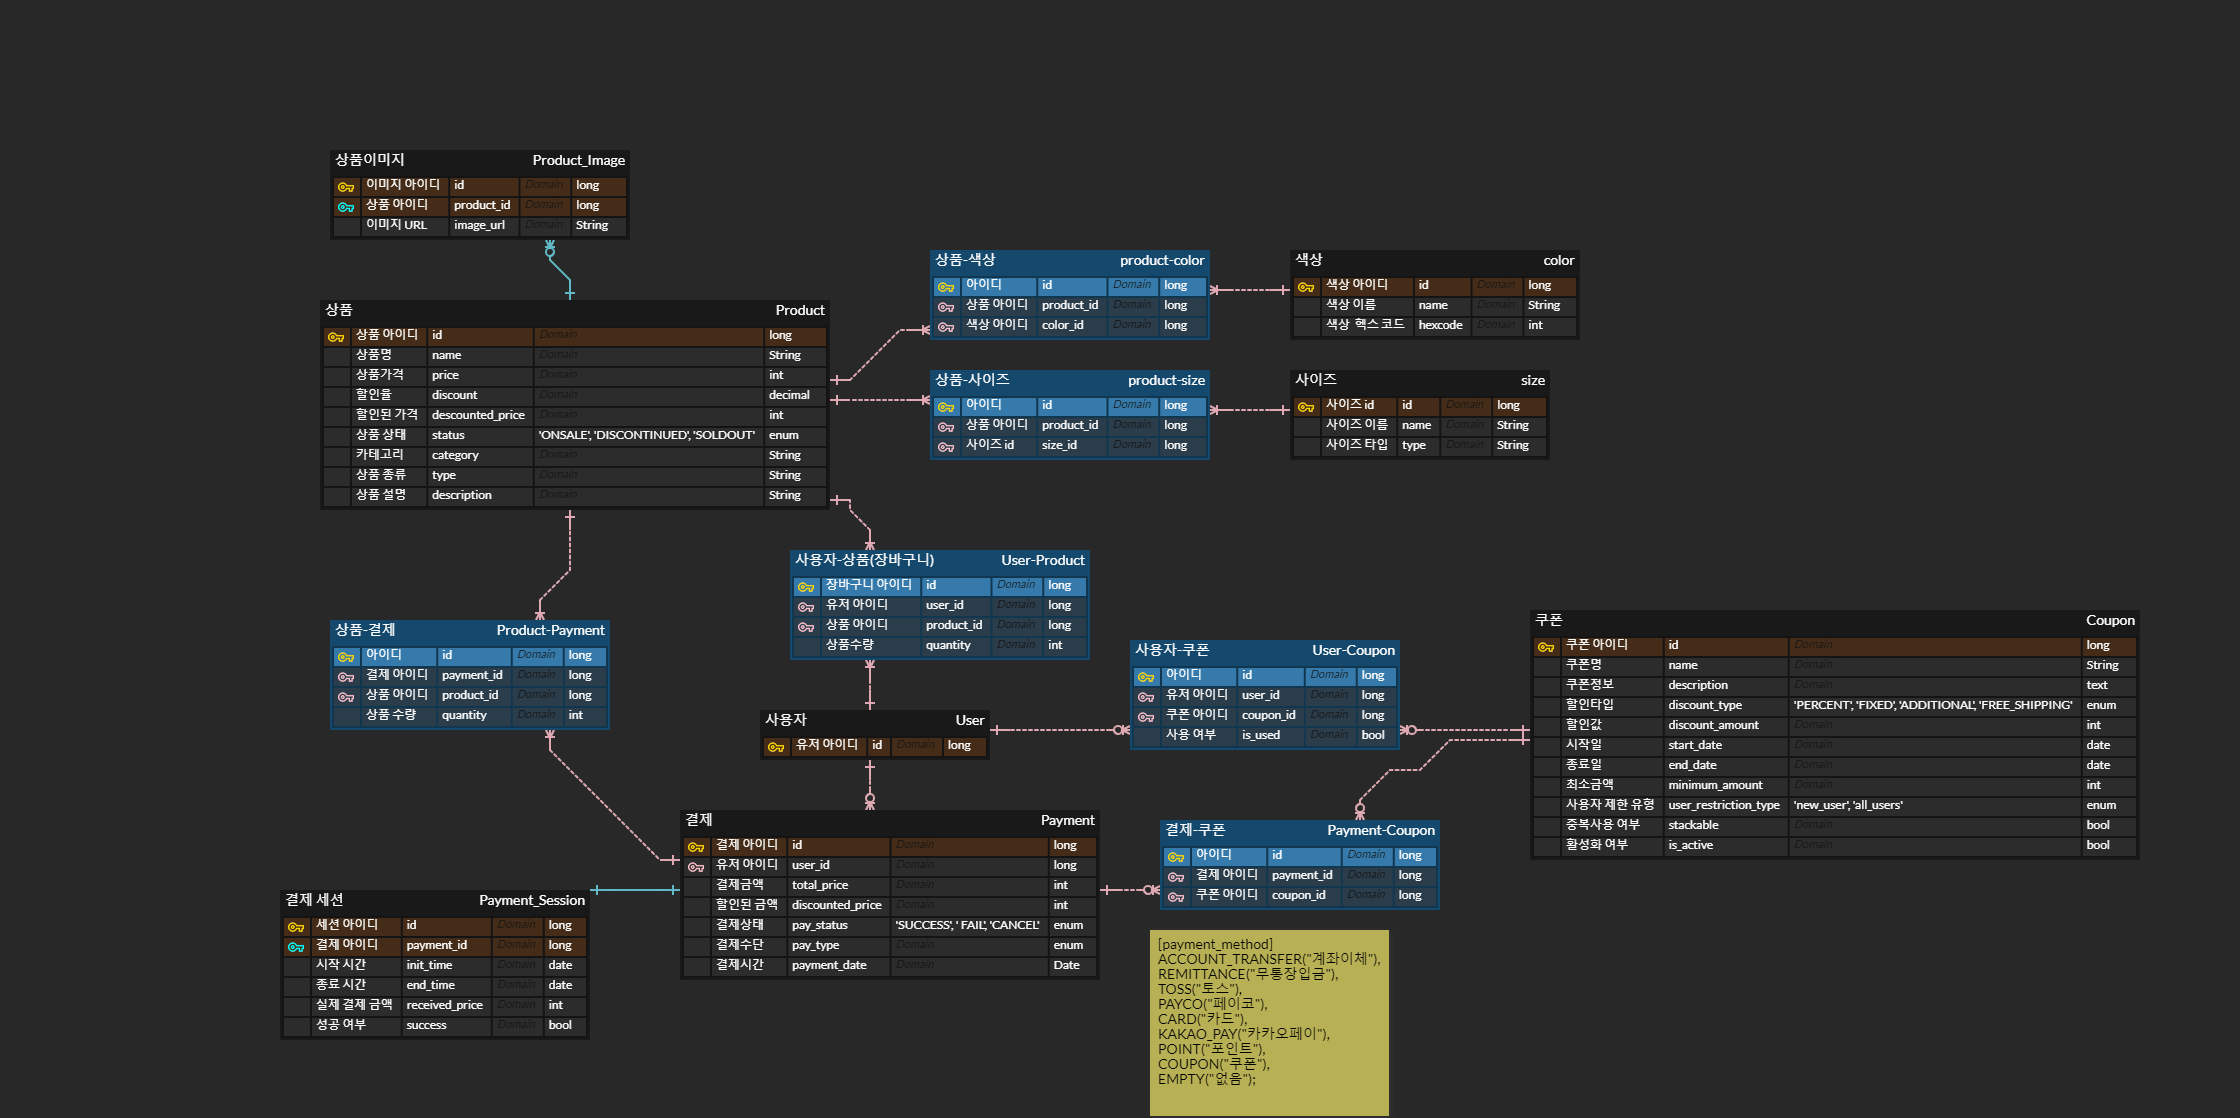 상품이미지 Product_Image
이미지 아이디 id Domain long
상품 아이디 product_id Domain long
이미지 URL image_url Domain String
상품 Product
상품 아이디 id Domain long
상품명 name Domain String
상품가격 price Domain int
할인율 discount Domain decimal
할인된 가격 descounted_price Domain int
상품 상태 status 'ONSALE', 'DISCONTINUED', 'SOLDOUT' enum
카테고리 category Domain String
상품 종류 type Domain String
상품 설명 description Domain String
상품-색상 product-color
아이디 id Domain long
상품 아이디 product_id Domain long
색상 아이디 color_id Domain long
색상 color
색상 아이디 id Domain long
색상 이름 name Domain String
색상 헥스 코드 hexcode Domain int
상품-사이즈 product-size
아이디 id Domain long
상품 아이디 product_id Domain long
사이즈 id size_id Domain long
사이즈 size
사이즈 id id Domain long
사이즈 이름 name Domain String
사이즈 타입 type Domain String
사용자-상품(장바구니) User-Product
장바구니 아이디 id Domain long
유저 아이디 user_id Domain long
상품 아이디 product_id Domain long
상품수량 quantity Domain int
상품-결제 Product-Payment
아이디 id Domain long
결제 아이디 payment_id Domain long
상품 아이디 product_id Domain long
상품 수량 quantity Domain int
사용자 User
유저 아이디 id Domain long
사용자-쿠폰 User-Coupon
아이디 id Domain long
유저 아이디 user_id Domain long
쿠폰 아이디 coupon_id Domain long
사용 여부 is_used Domain bool
쿠폰 Coupon
쿠폰 아이디 id Domain long
쿠폰명 name Domain String
쿠폰정보 description Domain text
할인타입 discount_type 'PERCENT', 'FIXED', 'ADDITIONAL', 'FREE_SHIPPING' enum
할인값 discount_amount Domain int
시작일 start_date Domain date
종료일 end_date Domain date
최소금액 minimum_amount Domain int
사용자 제한 유형 user_restriction_type 'new_user', 'all_users' enum
중복사용 여부 stackable Domain bool
활성화 여부 is_active Domain bool
결제 Payment
결제 아이디 id Domain long
유저 아이디 user_id Domain long
결제금액 total_price Domain int
할인된 금액 discounted_price Domain int
결제상태 pay_status 'SUCCESS', ' FAIL', 'CANCEL' enum
결제수단 pay_type Domain enum
결제시간 payment_date Domain Date
결제-쿠폰 Payment-Coupon
아이디 id Domain long
결제 아이디 payment_id Domain long
쿠폰 아이디 coupon_id Domain long
결제 세션 Payment_Session
세션 아이디 id Domain long
결제 아이디 payment_id Domain long
시작 시간 init_time Domain date
종료 시간 end_time Domain date
실제 결제 금액 received_price Domain int
성공 여부 success Domain bool
[payment_method]
ACCOUNT_TRANSFER("계좌이체"),
REMITTANCE("무통장입금"),
TOSS("토스"),
PAYCO("페이코"),
CARD("카드"),
KAKAO_PAY("카카오페이"),
POINT("포인트"),
COUPON("쿠폰"),
EMPTY("없음");